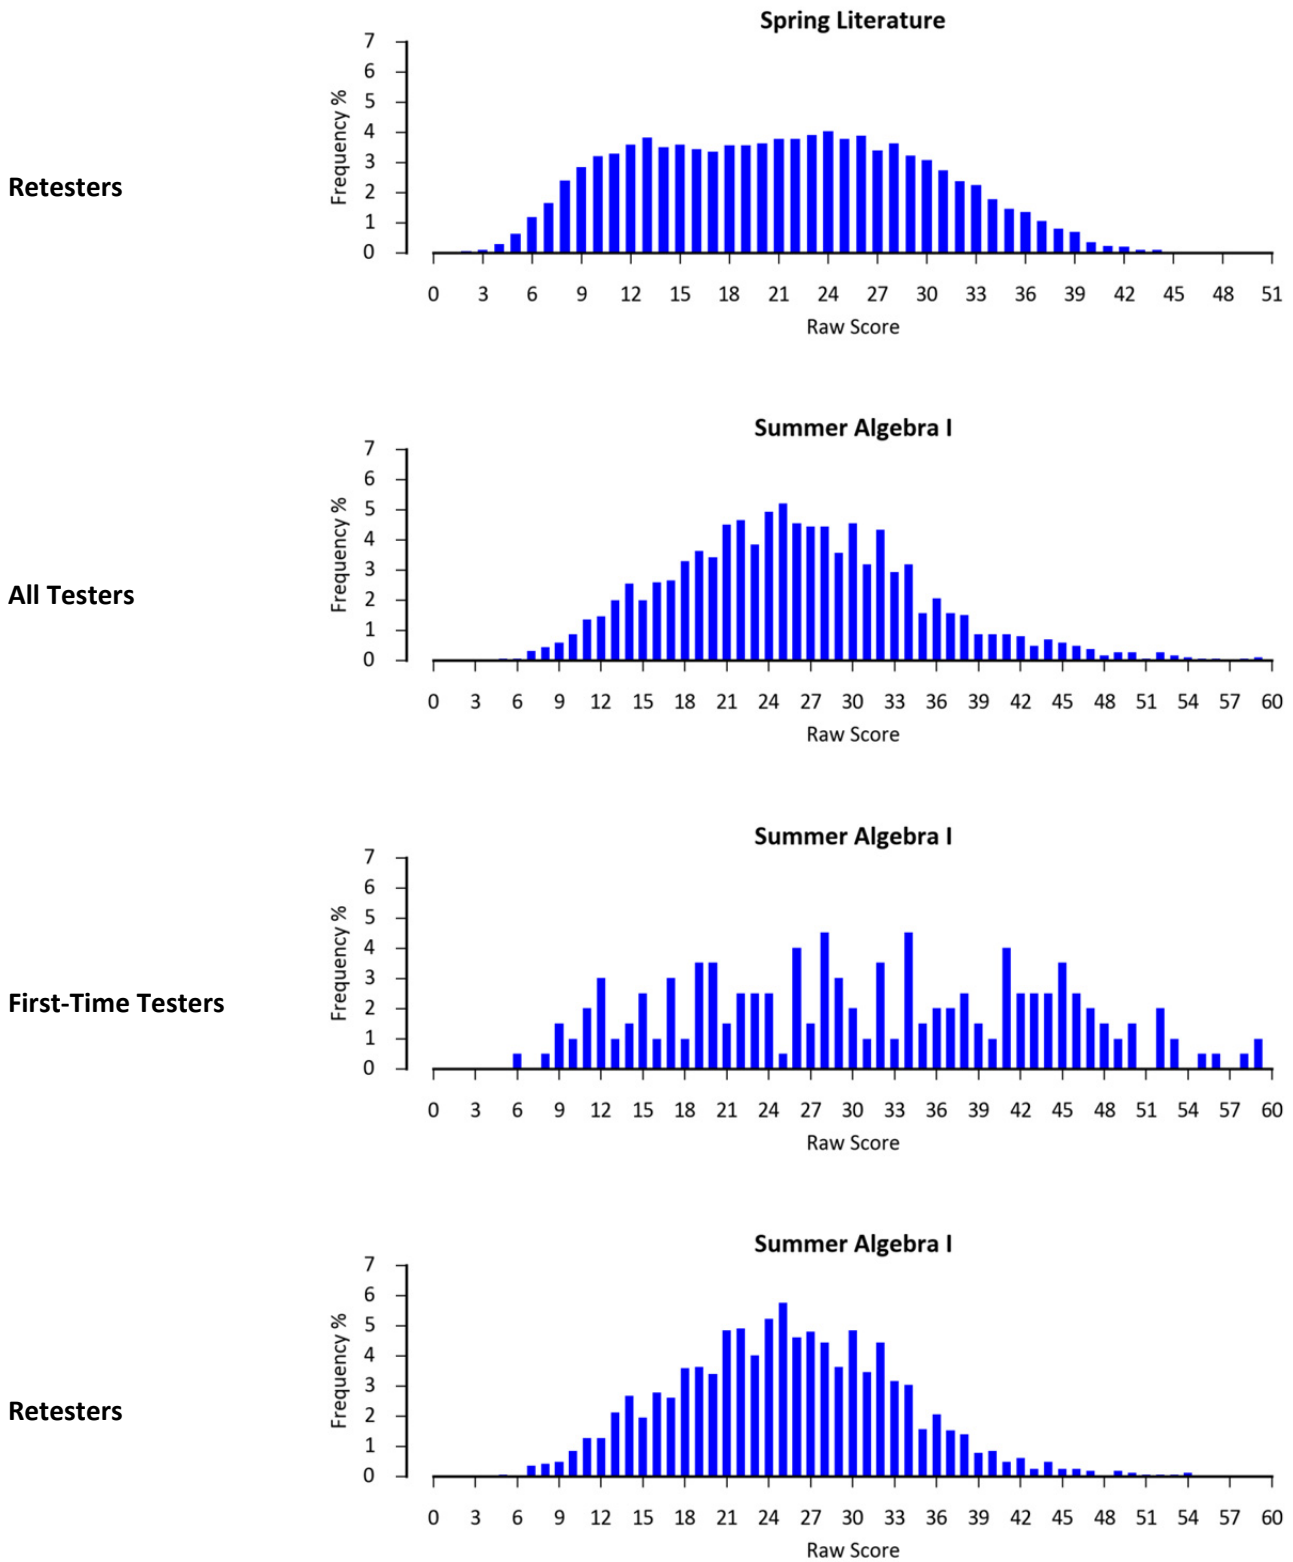 Spring Literature
Retesters
Frequency %
7
6
5
4
3
2
1
0
0 3 6 9 12 15 18 21 24 27 30 33 36 39 42 45 48 51
Raw Score
Summer Algebra I
All Testers
Frequency %
7
6
5
4
3
2
1
0
0 3 6 9 12 15 18 21 24 27 30 33 36 39 42 45 48 51 54 57 60
Raw Score
Summer Algebra I
First-Time Testers
Frequency %
7
6
5
4
3
2
1
0
0 3 6 9 12 15 18 21 24 27 30 33 36 39 42 45 48 51 54 57 60
Raw Score
Summer Algebra I
Retesters
Frequency %
7
6
5
4
3
2
1
0
0 3 6 9 12 15 18 21 24 27 30 33 36 39 42 45 48 51 54 57 60
Raw Score